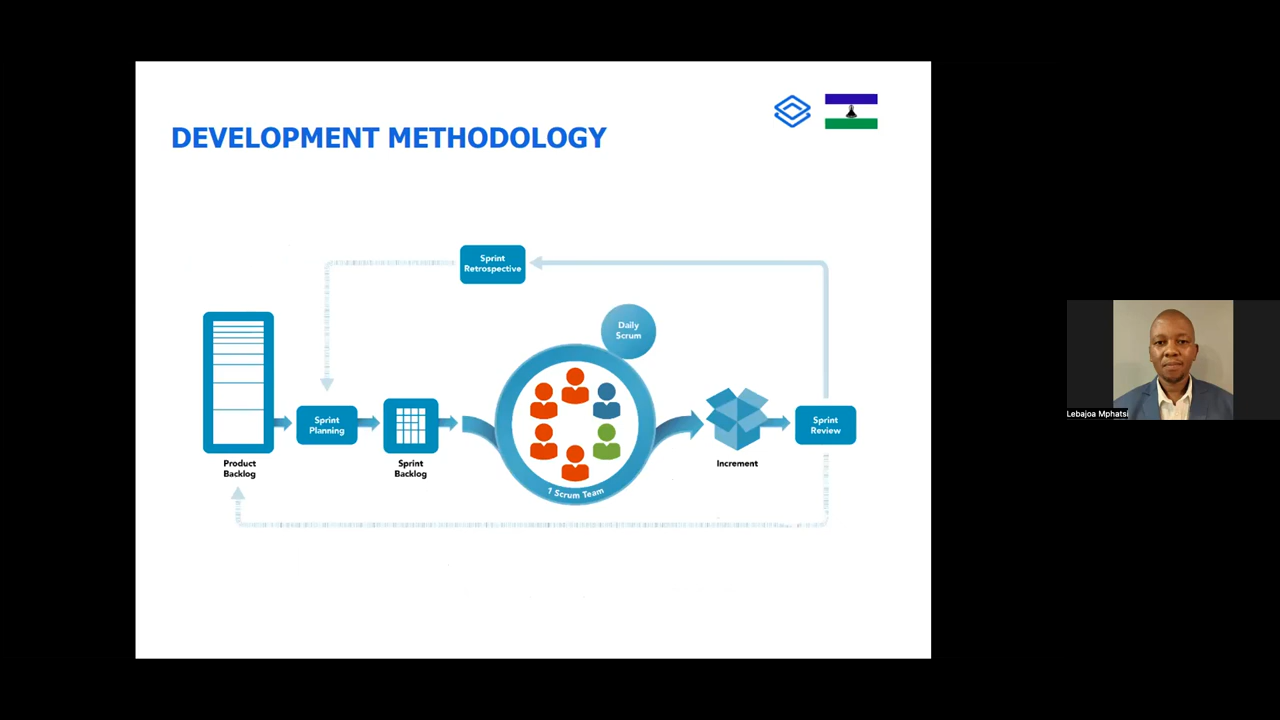 DEVELOPMENT METHODOLOGY
Sprint
Retrospective
Daily
Scrum
Sprint
Planning
Sprint
Review
Product
Backlog
Sprint
Backlog
1 Scrum Team
Increment
Lebajoa Mphatsi